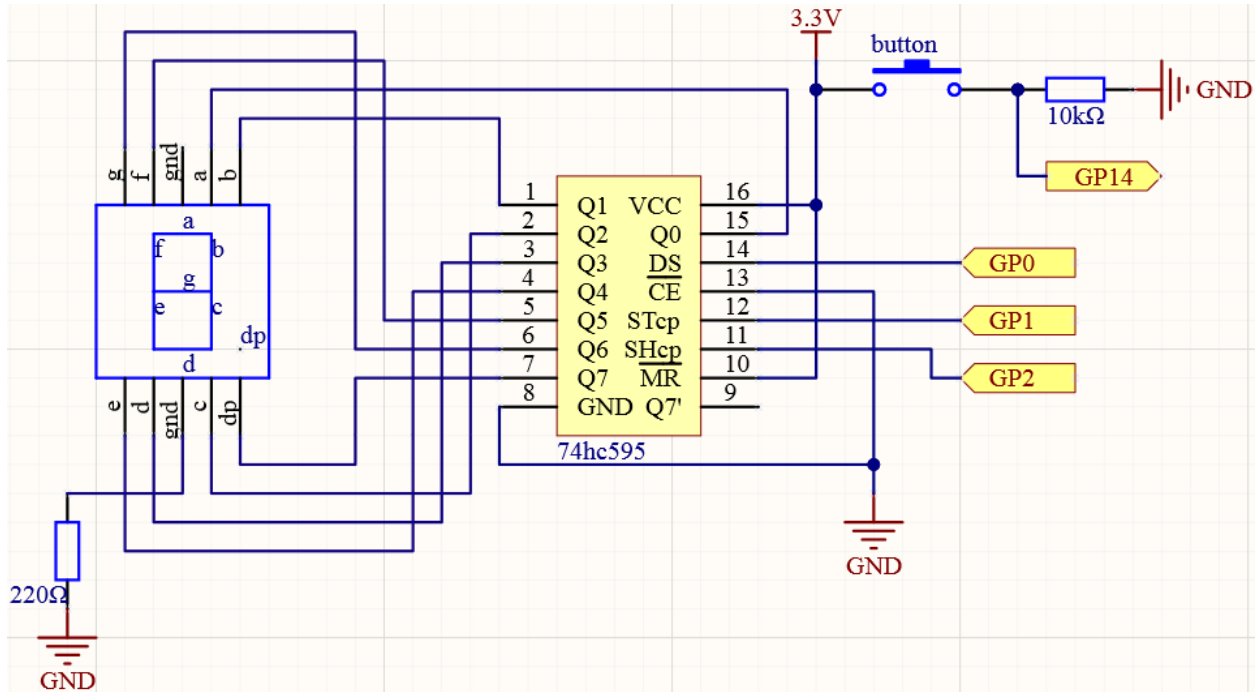 3.3V
button
GND
10kΩ
GP14
g f gnd a b
a
f b
g
e c
dp
d
e d gnd c dp
1 Q1 VCC 16
2 Q2 Q0 15
3 Q3 DS 14
4 Q4 CE 13
5 Q5 STcp 12
6 Q6 SHcp 11
7 Q7 MR 10
8 GND Q7' 9
74hc595
GP0
GP1
GP2
GND
220Ω
GND